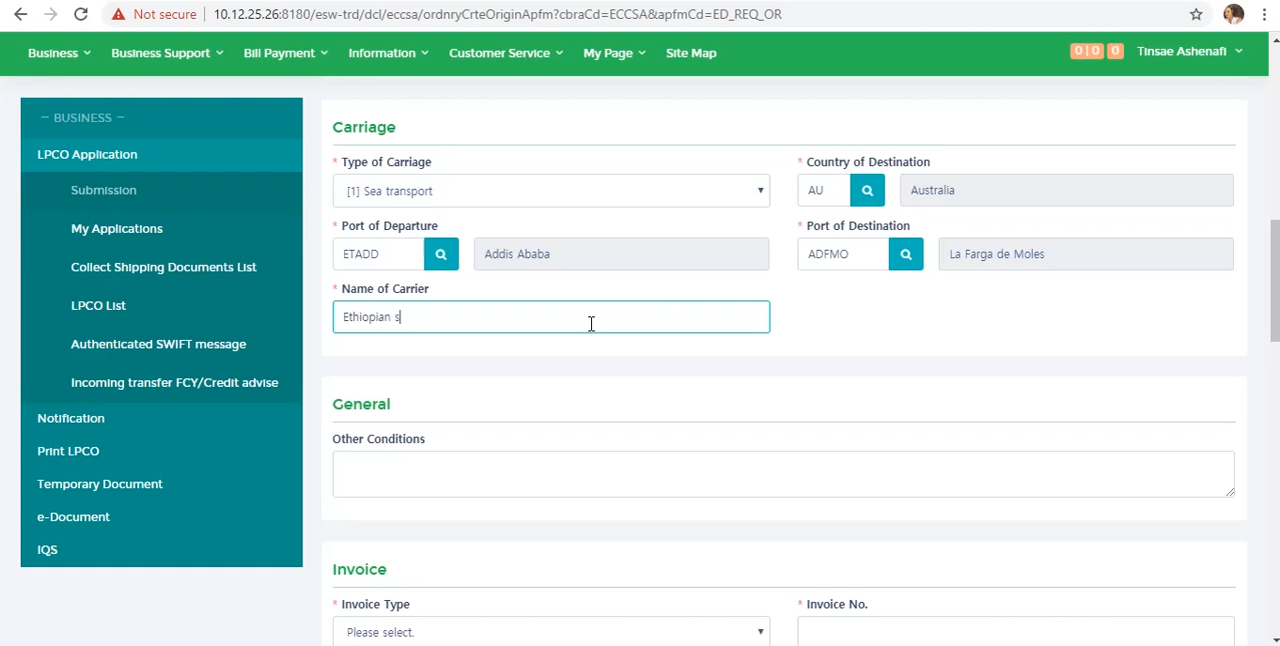 Not secure
10.12.25.26:8180/esw-trd/dcl/eccsa/ordnryCrteOriginApfm?cbraCd=ECCSA&apfmCd=ED_REQ_OR
Business Business Support Bill Payment Information Customer Service My Page Site Map 0 0 0 Tinsae Ashenafi
— BUSINESS —
LPCO Application
Submission
My Applications
Collect Shipping Documents List
LPCO List
Authenticated SWIFT message
Incoming transfer FCY/Credit advise
Notification
Print LPCO
Temporary Document
e-Document
IQS
Carriage
* Type of Carriage
[1] Sea transport
* Country of Destination
AU Australia
* Port of Departure
ETADD Addis Ababa
* Port of Destination
ADFMO La Farga de Moles
* Name of Carrier
Ethiopian s
General
Other Conditions
Invoice
* Invoice Type
Please select.
* Invoice No.